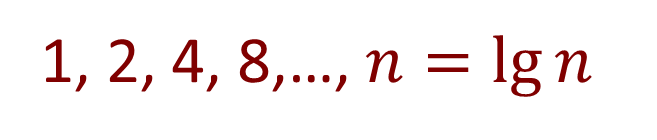 1, 2, 4, 8,..., n = lg n